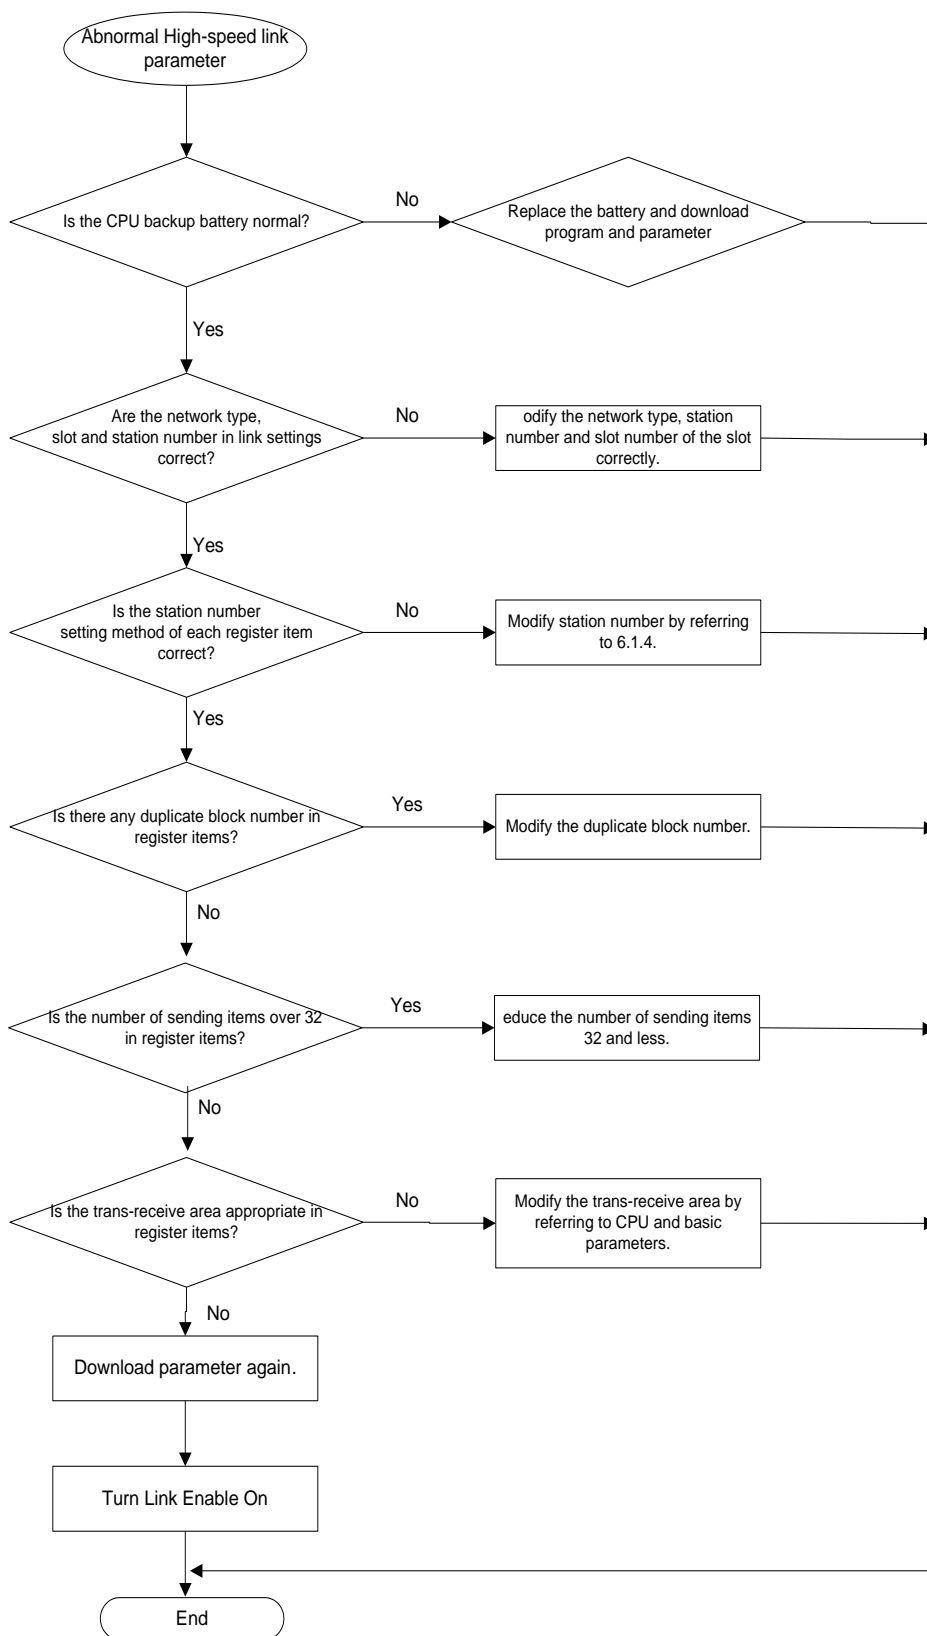 Abnormal High-speed link
parameter
Is the CPU backup battery normal?
No
Replace the battery and download
program and parameter
Yes
Are the network type,
slot and station number in link settings
correct?
No
odify the network type, station
number and slot number of the slot
correctly.
Yes
Is the station number
setting method of each register item
correct?
No
Modify station number by referring
to 6.1.4.
Yes
Is there any duplicate block number in
register items?
Yes
Modify the duplicate block number.
No
Is the number of sending items over 32
in register items?
Yes
educe the number of sending items
32 and less.
No
Is the trans-receive area appropriate in
register items?
No
Modify the trans-receive area by
referring to CPU and basic
parameters.
No
Download parameter again.
Turn Link Enable On
End